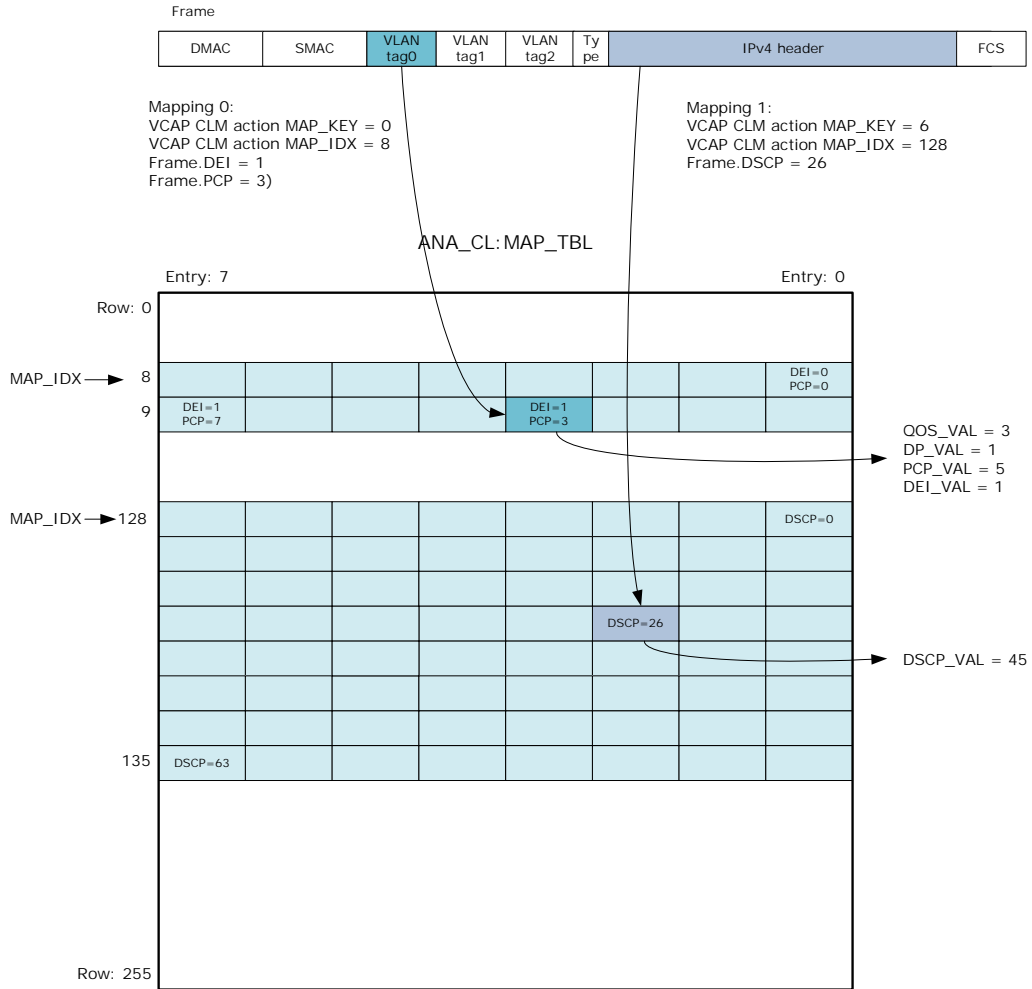 Frame
DMAC
SMAC
VLAN
tag0
VLAN
tag1
VLAN
tag2
Ty
pe
IPv4 header
FCS
Mapping 0:
VCAP CLM action MAP_KEY = 0
VCAP CLM action MAP_IDX = 8
Frame.DEI = 1
Frame.PCP = 3)
Mapping 1:
VCAP CLM action MAP_KEY = 6
VCAP CLM action MAP_IDX = 128
Frame.DSCP = 26
ANA_CL:MAP_TBL
Entry: 7
Entry: 0
Row: 0
MAP_IDX
8
DEI=0
PCP=0
9
DEI=1
PCP=7
DEI=1
PCP=3
QOS_VAL = 3
DP_VAL = 1
PCP_VAL = 5
DEI_VAL = 1
MAP_IDX
128
DSCP=0
DSCP=26
DSCP_VAL = 45
135
DSCP=63
Row: 255